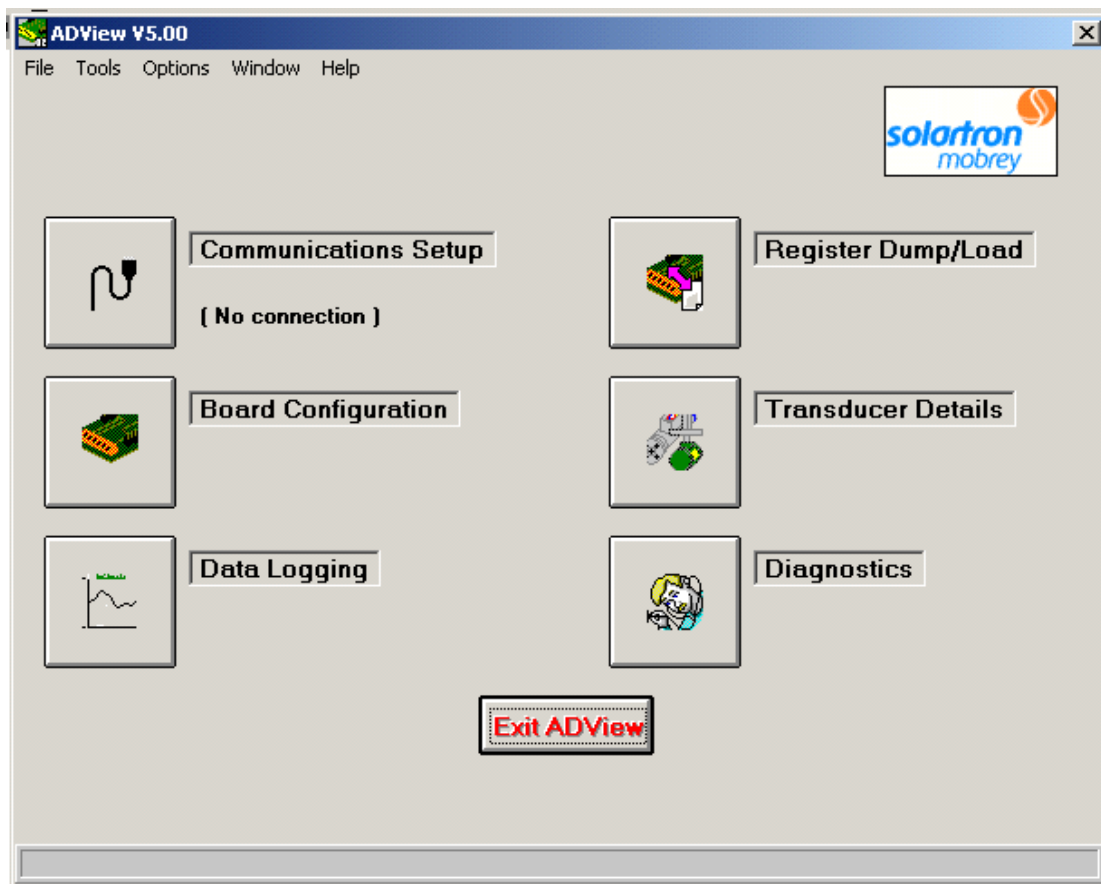 ADView V5.00
File Tools Options Window Help
solartron
mobrey
Communications Setup
( No connection )
Register Dump/Load
Board Configuration
Transducer Details
Data Logging
Diagnostics
Exit ADView